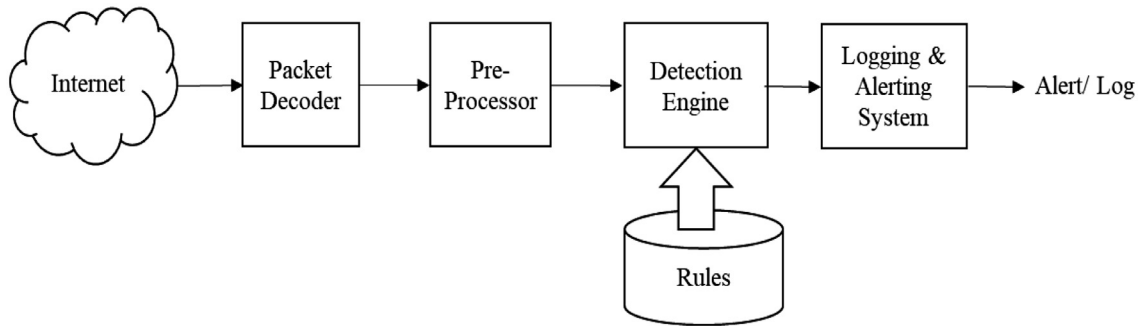 Internet
Packet
Decoder
Pre-
Processor
Detection
Engine
Logging &
Alerting
System
Alert/ Log
Rules